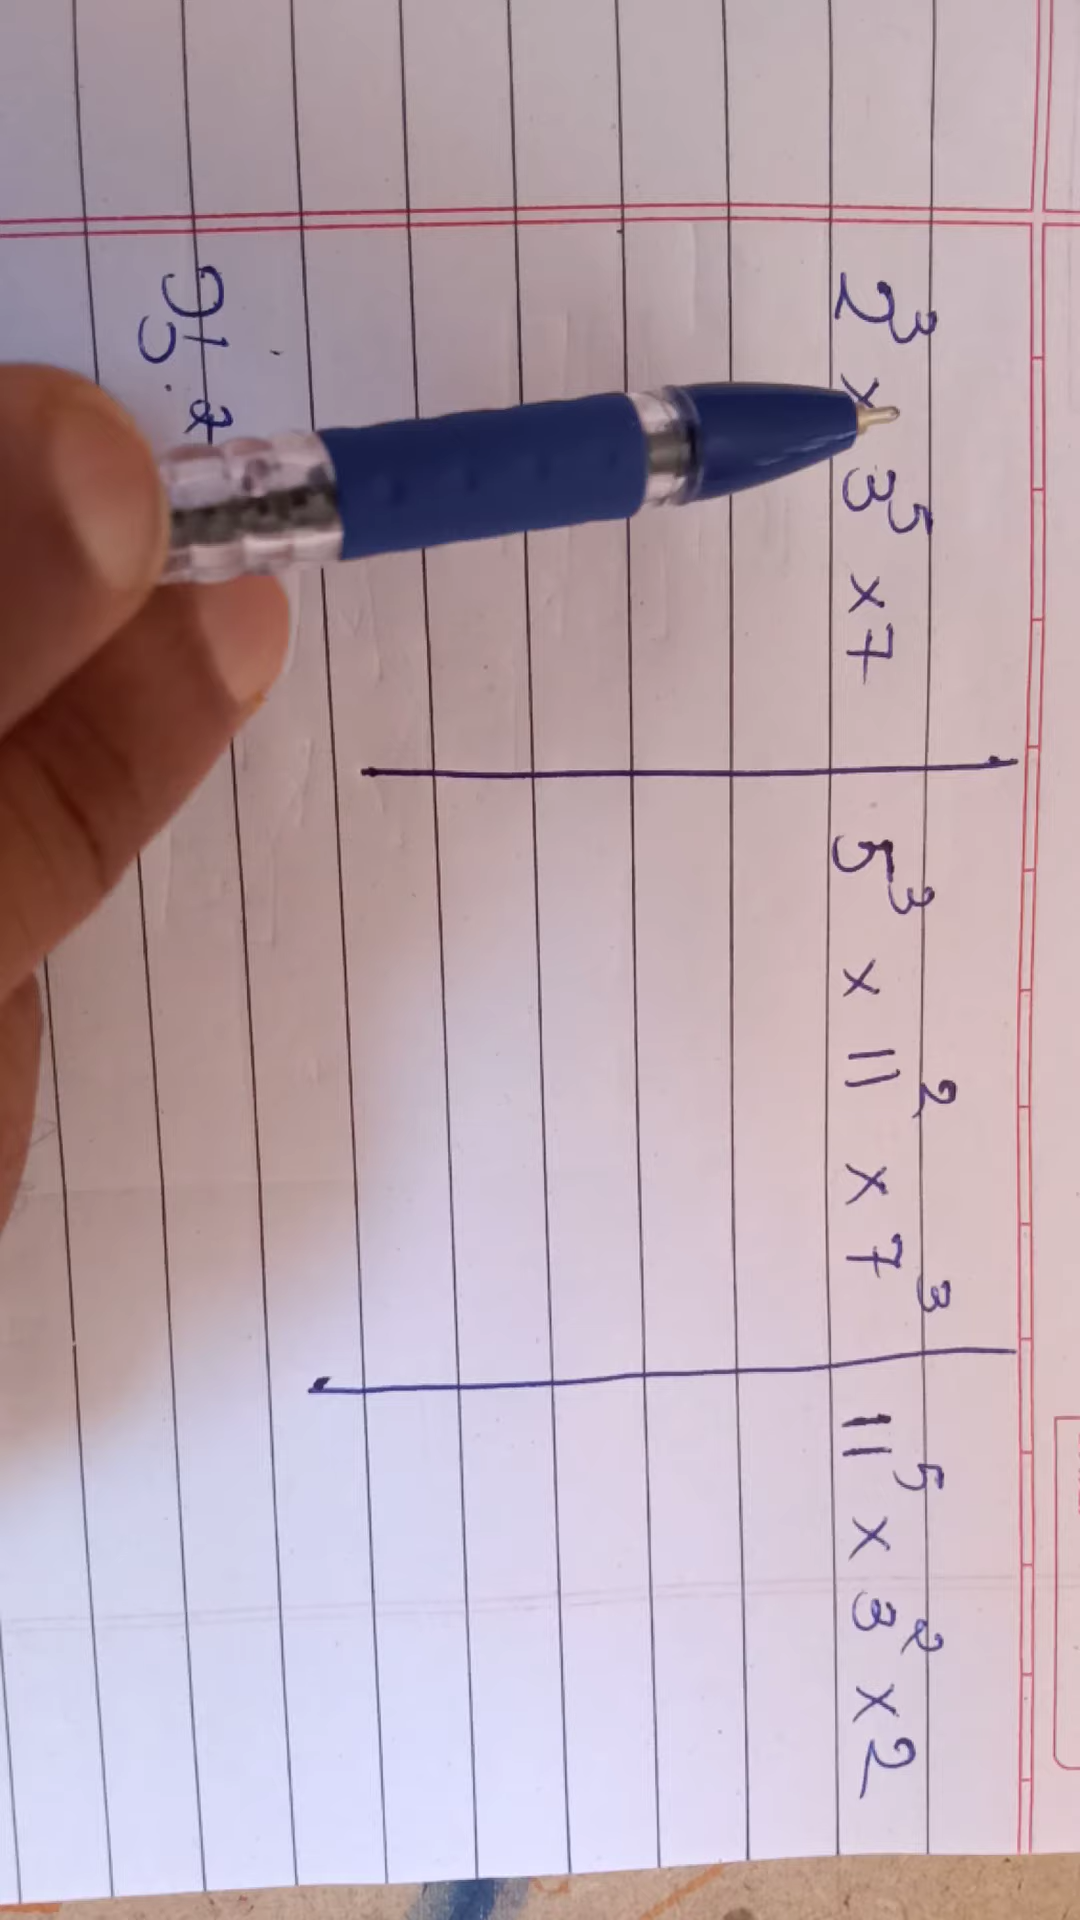 2³ x 3⁵ x 7 | 5³ x 11² x 7³ | 11⁵ x 3² x 2